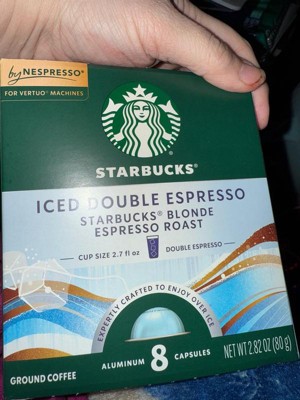 by NESPRESSO®
FOR VERTUO® MACHINES
STARBUCKS®
ICED DOUBLE ESPRESSO
STARBUCKS® BLONDE
ESPRESSO ROAST
CUP SIZE 2.7 fl oz
DOUBLE ESPRESSO
EXPERTLY CRAFTED TO ENJOY OVER ICE
ALUMINUM 8 CAPSULES
NET WT 2.82 OZ (80 g)
GROUND COFFEE